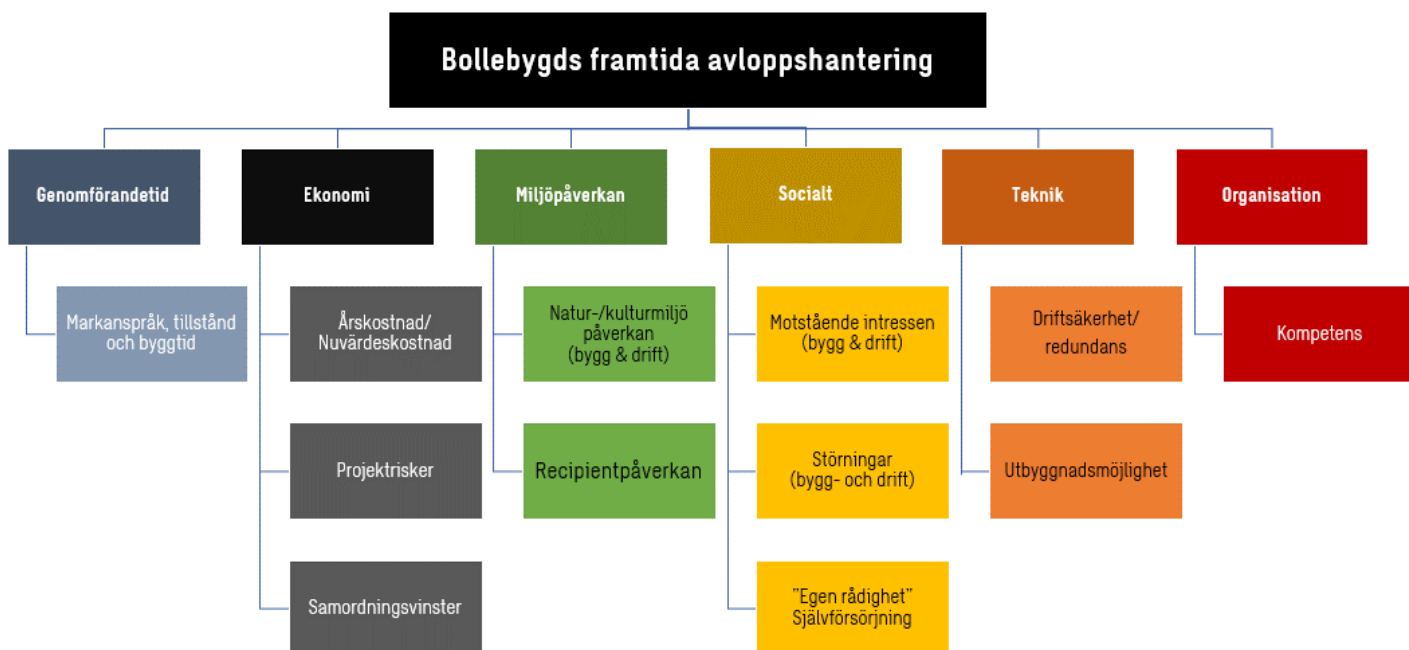 Bollebygds framtida avloppshantering
Genomförandetid
Ekonomi
Miljöpåverkan
Socialt
Teknik
Organisation
Markanspråk, tillstånd
och byggtid
Årskostnad/
Nuvärdeskostnad
Natur-/kulturmiljö
påverkan
(bygg & drift)
Motstående intressen
(bygg & drift)
Driftsäkerhet/
redundans
Kompetens
Projektrisker
Recipientpåverkan
Störningar
(bygg- och drift)
Utbyggnadsmöjlighet
Samordningsvinster
”Egen rådighet”
Självförsörjning